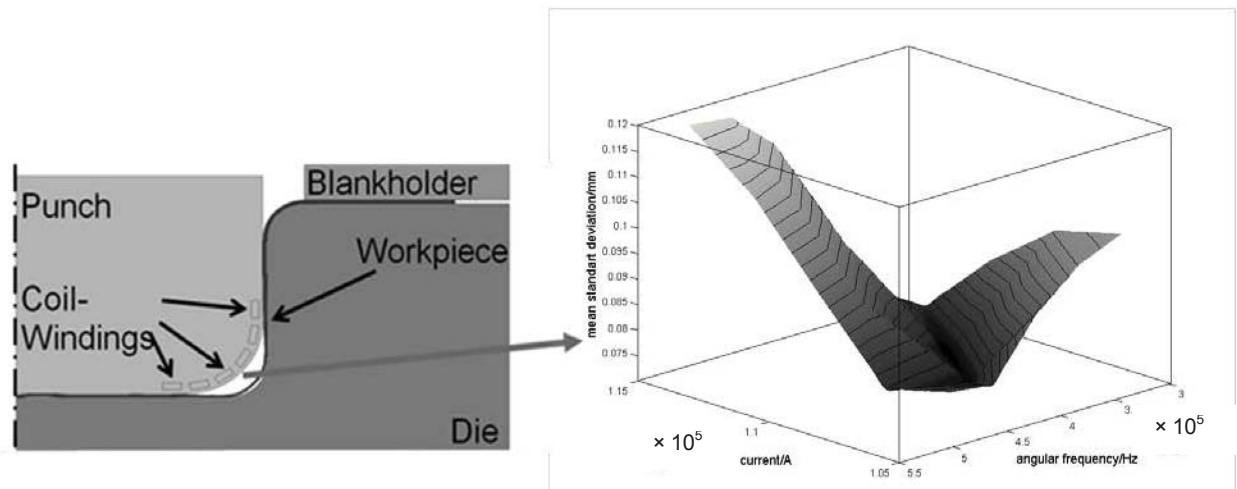 Punch
Blankholder
Workpiece
Coil-
Windings
Die
0.12
0.115
0.11
0.105
0.1
0.095
0.09
0.085
0.08
0.075
mean standart deviation/mm
1.15
1.1
1.05
× 10⁵
current/A
5.5
5
4.5
4
3.
3
× 10⁵
angular frequency/Hz